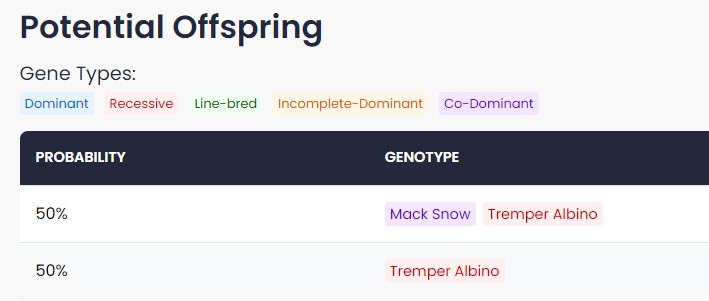 Potential Offspring
Gene Types:
Dominant Recessive Line-bred Incomplete-Dominant Co-Dominant
PROBABILITY GENOTYPE
50% Mack Snow Tremper Albino
50% Tremper Albino